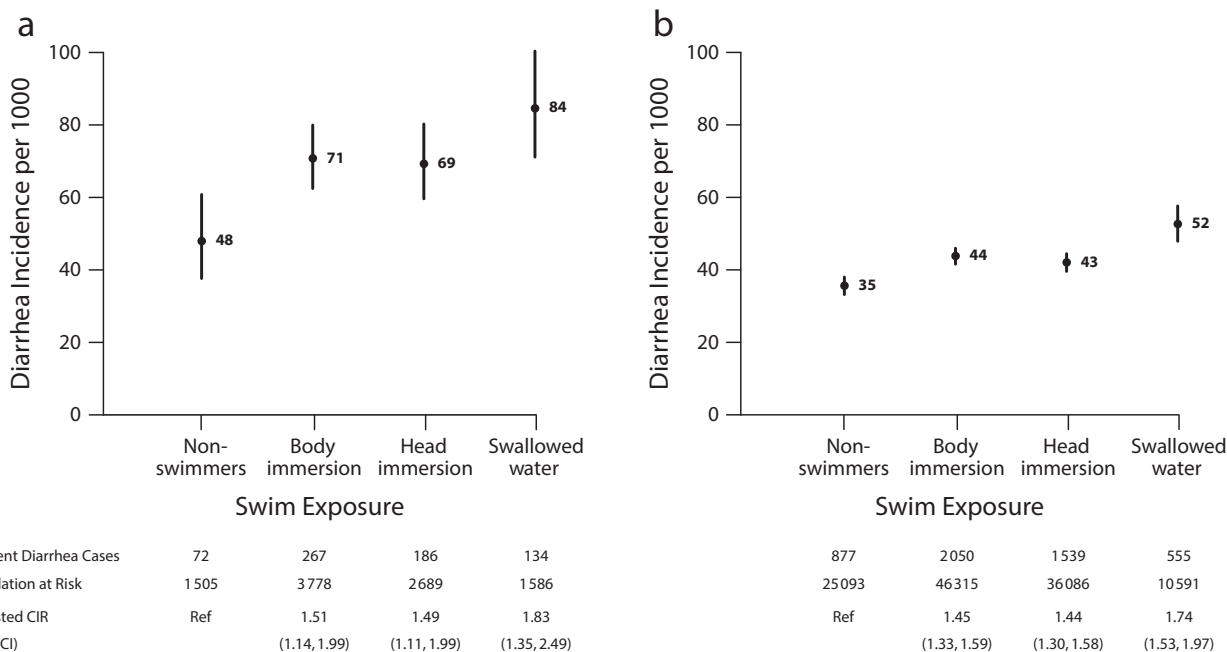 a
Diarrhea Incidence per 1000
100
80
60
40
20
0
48
71
69
84
Non-swimmers
Body immersion
Head immersion
Swallowed water
Swim Exposure
b
Diarrhea Incidence per 1000
100
80
60
40
20
0
35
44
43
52
Non-swimmers
Body immersion
Head immersion
Swallowed water
Swim Exposure
ent Diarrhea Cases 72 267 186 134 877 2050 1539 555
lation at Risk 1505 3778 2689 1586 25093 46315 36086 10591
sted CIR Ref 1.51 1.49 1.83 Ref 1.45 1.44 1.74
CI) (1.14, 1.99) (1.11, 1.99) (1.35, 2.49) (1.33, 1.59) (1.30, 1.58) (1.53, 1.97)